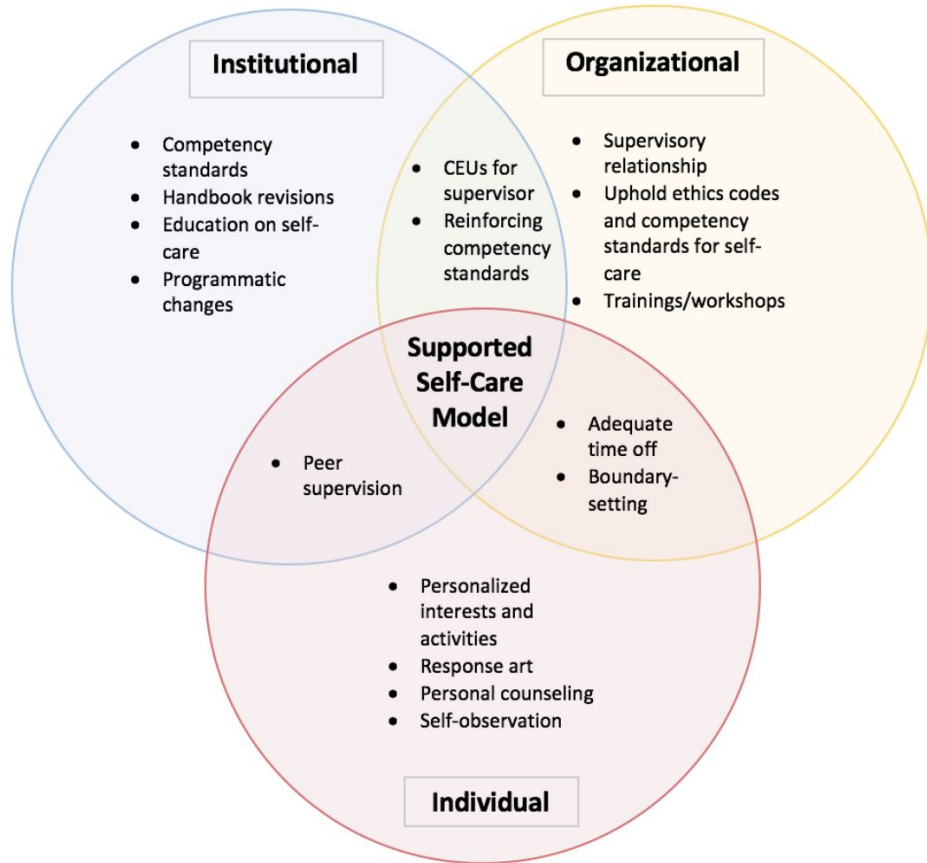 Institutional
• Competency
standards
• Handbook revisions
• Education on self-
care
• Programmatic
changes
• CEUs for
supervisor
• Reinforcing
competency
standards
Organizational
• Supervisory
relationship
• Uphold ethics codes
and competency
standards for self-
care
• Trainings/workshops
Supported
Self-Care
Model
• Peer
supervision
• Adequate
time off
• Boundary-
setting
• Personalized
interests and
activities
• Response art
• Personal counseling
• Self-observation
Individual